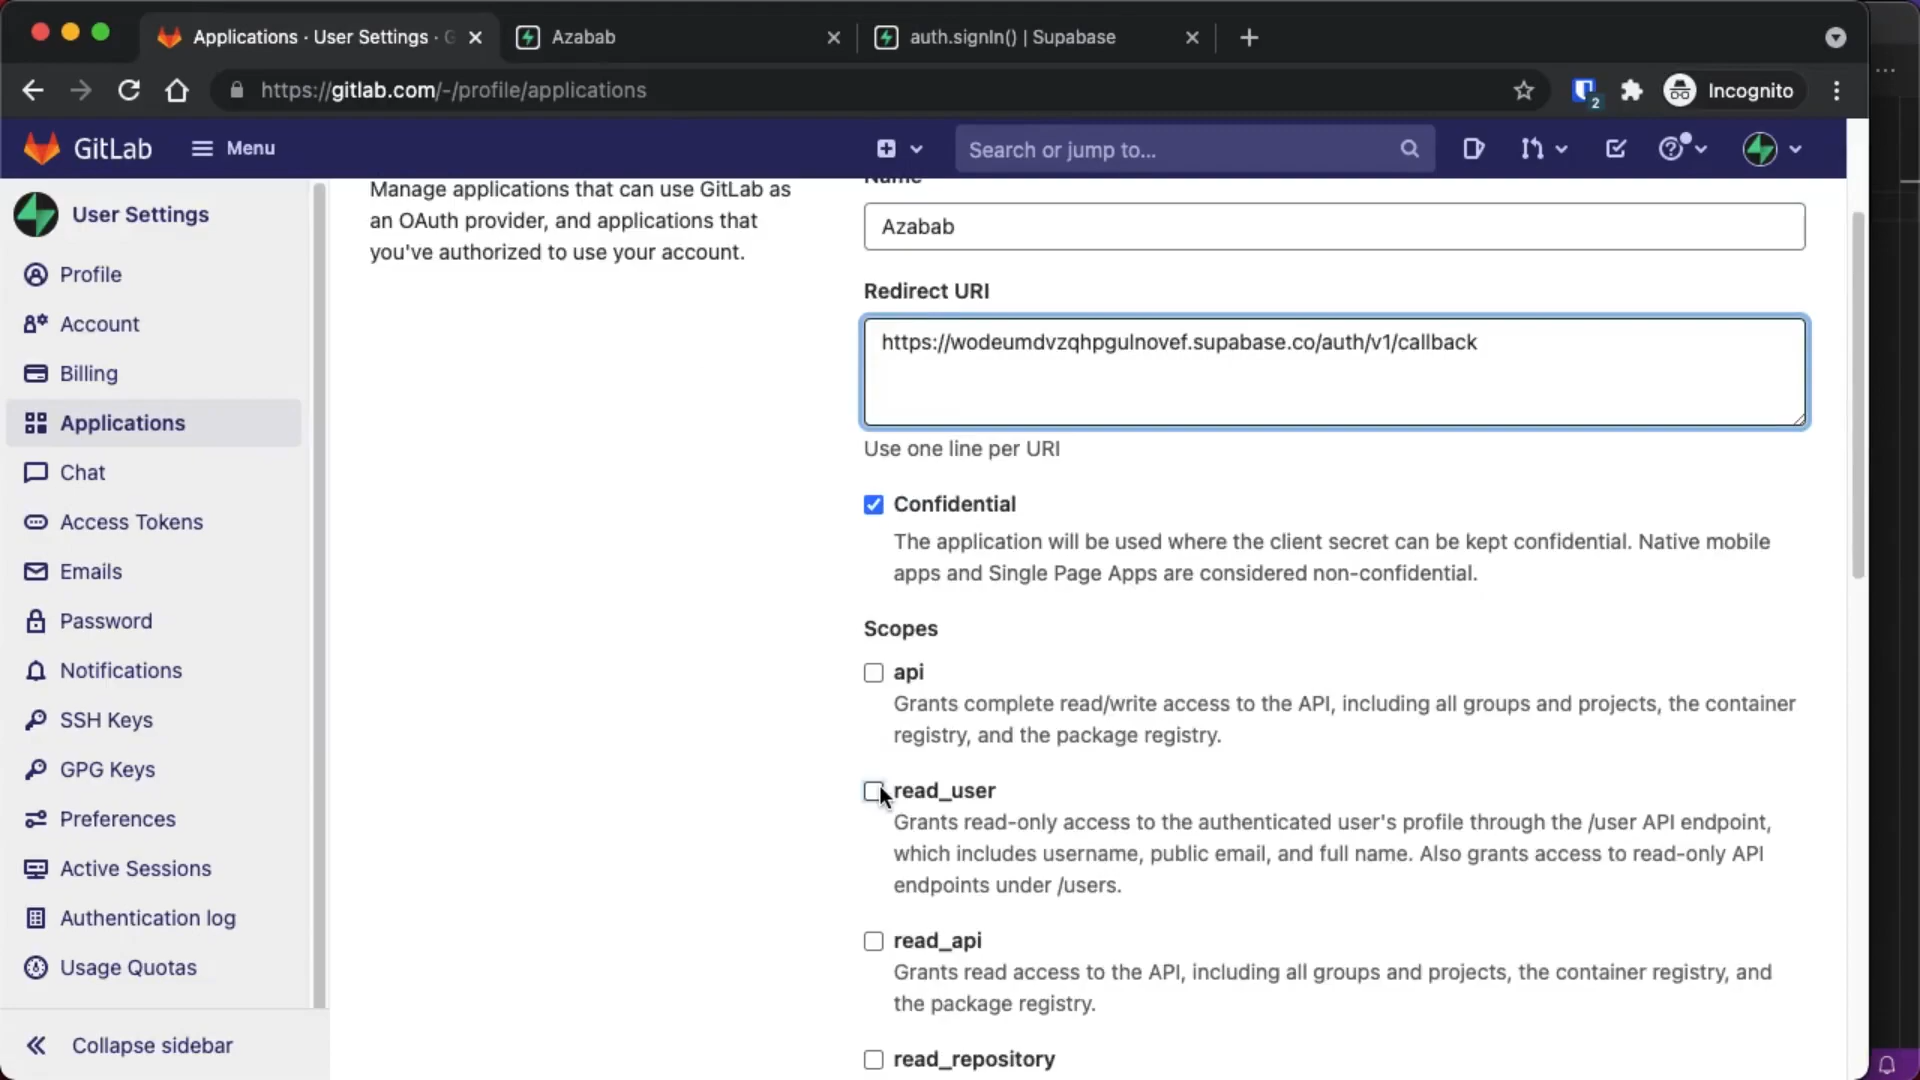 Applications · User Settings · G
Azabab
auth.signIn() | Supabase
https://gitlab.com/-/profile/applications
2
Incognito
GitLab
Menu
Search or jump to...
User Settings
Profile
Account
Billing
Applications
Chat
Access Tokens
Emails
Password
Notifications
SSH Keys
GPG Keys
Preferences
Active Sessions
Authentication log
Usage Quotas
Collapse sidebar
Manage applications that can use GitLab as
an OAuth provider, and applications that
you've authorized to use your account.
Name
Azabab
Redirect URI
https://wodeumdvzqhpgulnovef.supabase.co/auth/v1/callback
Use one line per URI
Confidential
The application will be used where the client secret can be kept confidential. Native mobile
apps and Single Page Apps are considered non-confidential.
Scopes
api
Grants complete read/write access to the API, including all groups and projects, the container
registry, and the package registry.
read_user
Grants read-only access to the authenticated user's profile through the /user API endpoint,
which includes username, public email, and full name. Also grants access to read-only API
endpoints under /users.
read_api
Grants read access to the API, including all groups and projects, the container registry, and
the package registry.
read_repository